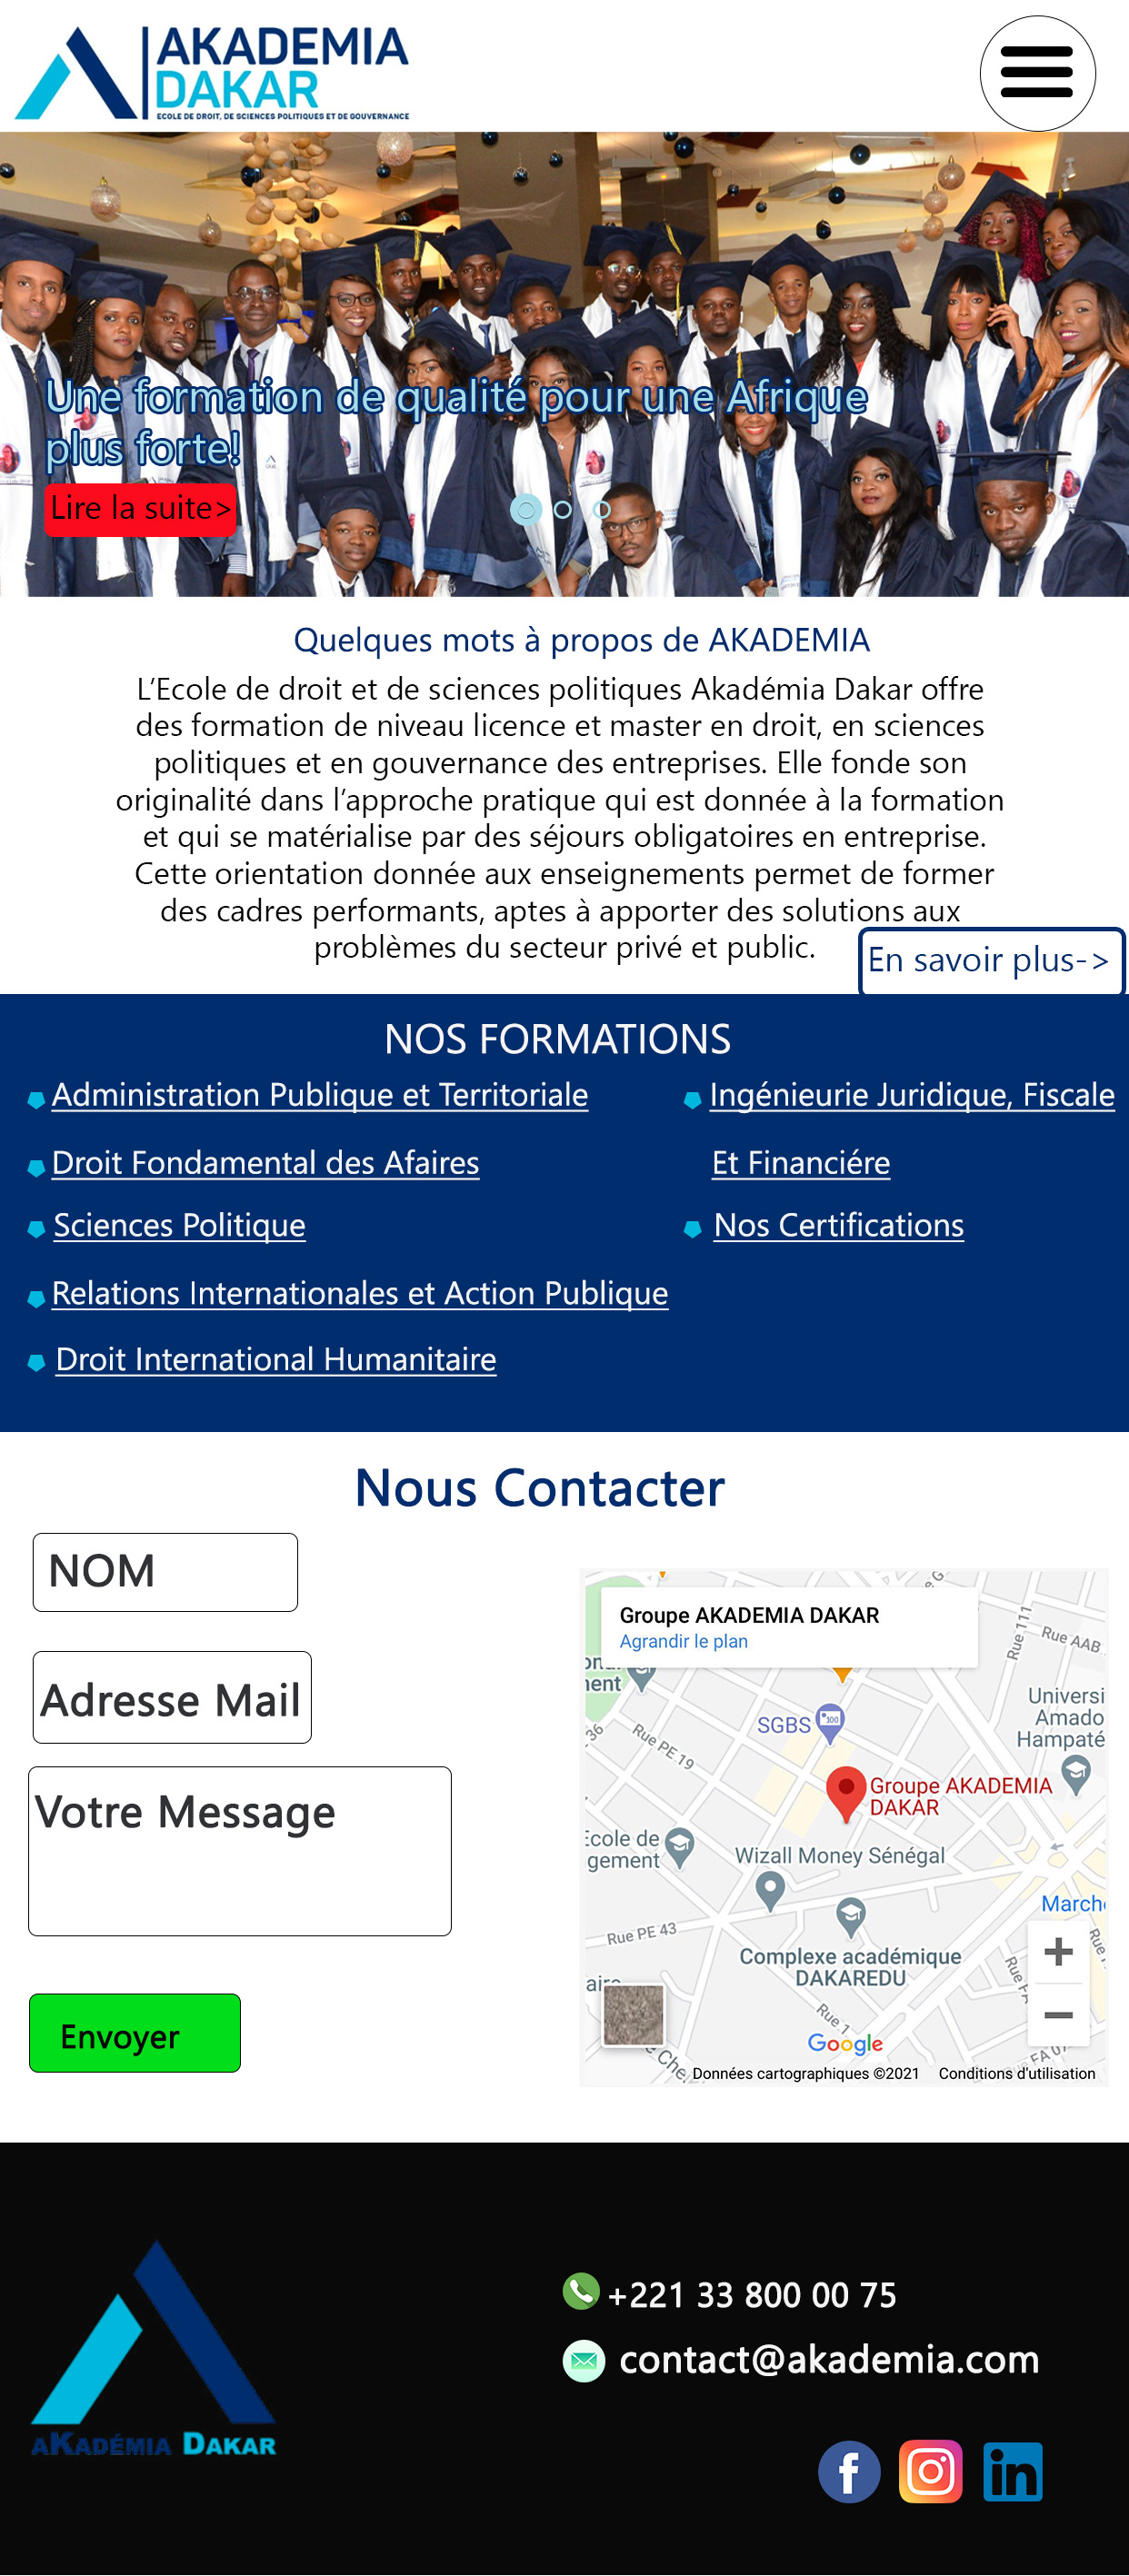 AKADEMIA
DAKAR
ECOLE DE DROIT, DE SCIENCES POLITIQUES ET DE GOUVERNANCE
Une formation de qualité pour une Afrique
plus forte!
Lire la suite>
Quelques mots à propos de AKADEMIA
L’Ecole de droit et de sciences politiques Akadémia Dakar offre
des formation de niveau licence et master en droit, en sciences
politiques et en gouvernance des entreprises. Elle fonde son
originalité dans l’approche pratique qui est donnée à la formation
et qui se matérialise par des séjours obligatoires en entreprise.
Cette orientation donnée aux enseignements permet de former
des cadres performants, aptes à apporter des solutions aux
problèmes du secteur privé et public.
En savoir plus->
NOS FORMATIONS
Administration Publique et Territoriale
Droit Fondamental des Afaires
Sciences Politique
Relations Internationales et Action Publique
Droit International Humanitaire
Ingénieurie Juridique, Fiscale
Et Financiére
Nos Certifications
Nous Contacter
NOM
Adresse Mail
Votre Message
Envoyer
Groupe AKADEMIA DAKAR
Agrandir le plan
Rue 111
Rue AAB
Universi
Amado
Hampaté
SGBS
100
36
Rue PE 19
Groupe AKADEMIA
DAKAR
Ecole de
gement
Wizall Money Sénégal
Marché
Rue PE 43
Complexe académique
DAKAREDU
Rue 1
Google
Rue FA 07
Données cartographiques ©2021
Conditions d'utilisation
AKADÉMIA DAKAR
+221 33 800 00 75
contact@akademia.com
f
in